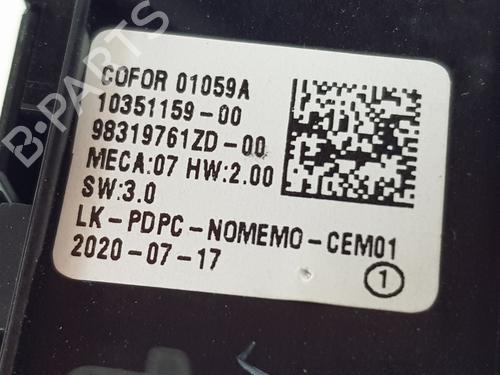 COFOR 01059A
10351159-00
98319761ZD-00
MECA:07 HW:2.00
SW:3.0
LK-PDPC-NOMEMO-CEM01
2020-07-17
1
B-PARTS